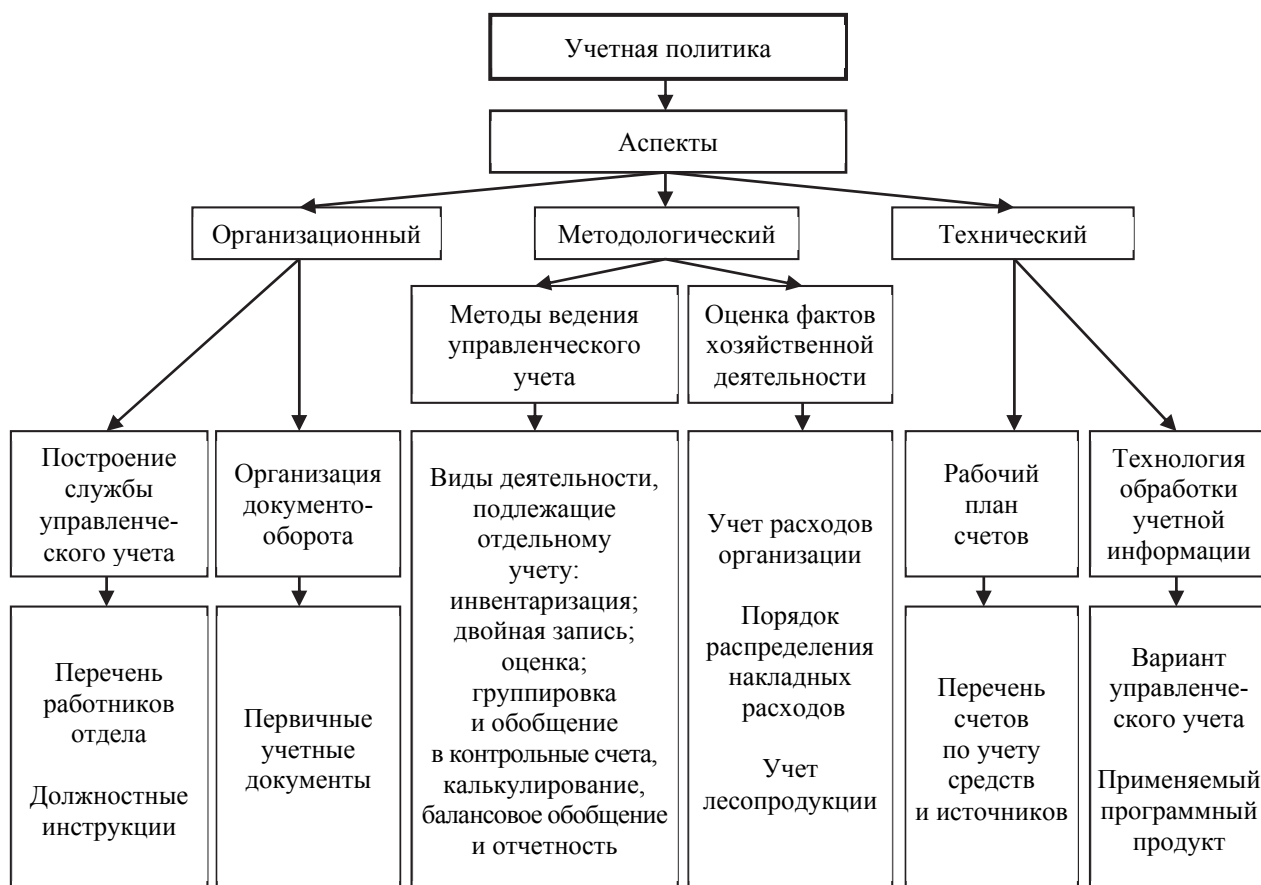 Учетная политика
Аспекты
Организационный
Методологический
Технический
Методы ведения
управленческого
учета
Оценка фактов
хозяйственной
деятельности
Построение
службы
управленче-
ского учета
Организация
документо-
оборота
Виды деятельности,
подлежащие
отдельному
учету:
инвентаризация;
двойная запись;
оценка;
группировка
и обобщение
в контрольные счета,
калькулирование,
балансовое обобщение
и отчетность
Учет расходов
организации
Порядок
распределения
накладных
расходов
Учет
лесопродукции
Рабочий
план
счетов
Технология
обработки
учетной
информации
Перечень
работников
отдела
Должностные
инструкции
Первичные
учетные
документы
Перечень
счетов
по учету
средств
и источников
Вариант
управленче-
ского учета
Применяемый
программный
продукт